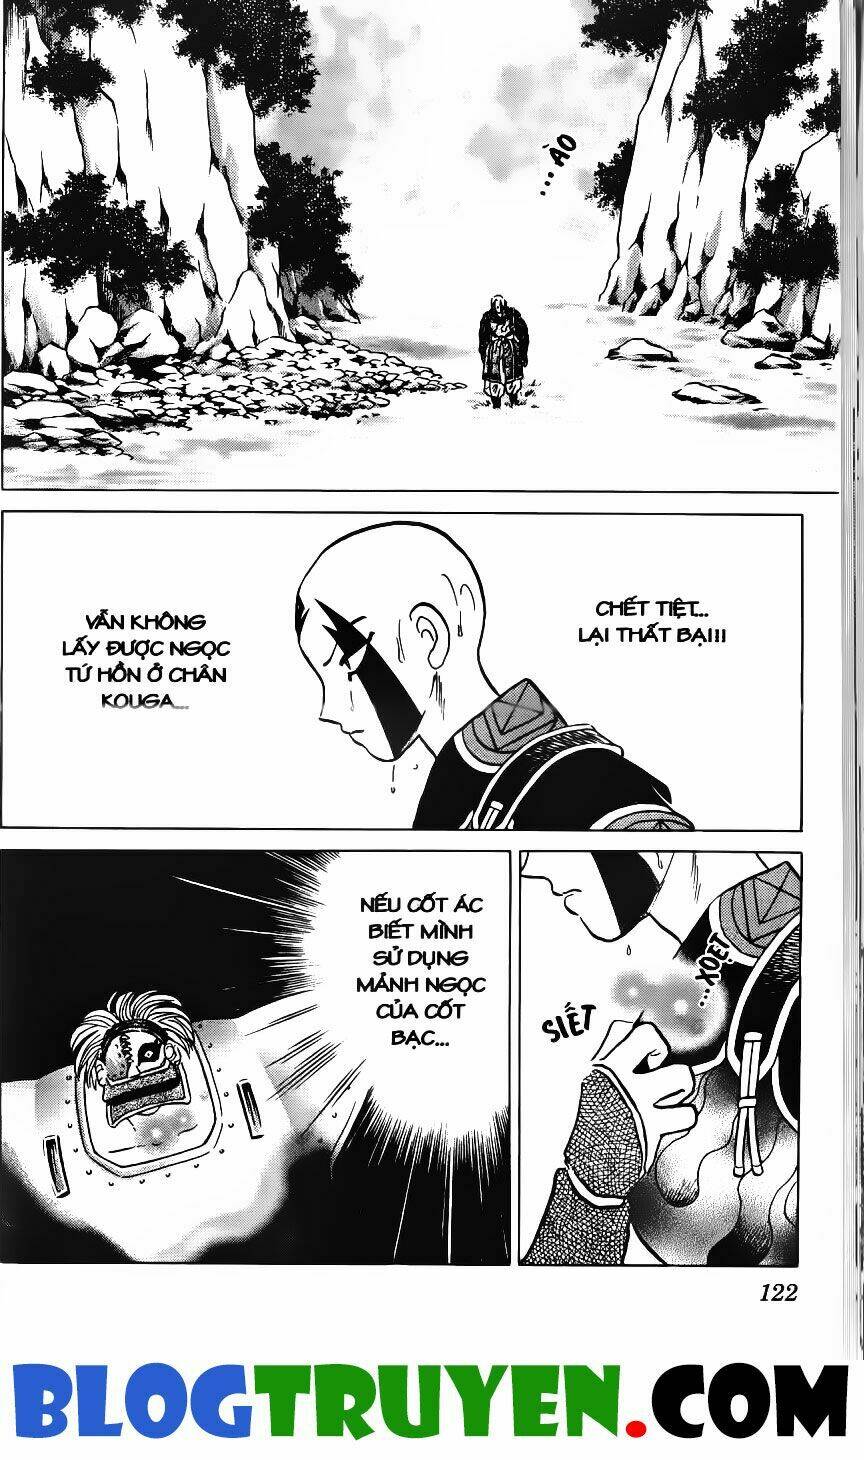 ...ÀO
CHẾT TIỆT...
LẠI THẤT BẠI!!!
VẪN KHÔNG
LẤY ĐƯỢC NGỌC
TỨ HỒN Ở CHÂN
KOUGA...
NẾU CỐT ÁC
BIẾT MÌNH
SỬ DỤNG
MẢNH NGỌC
CỦA CỐT
BẠC...
...XOẸT
SIẾT
122
BLOGTRUYEN.COM